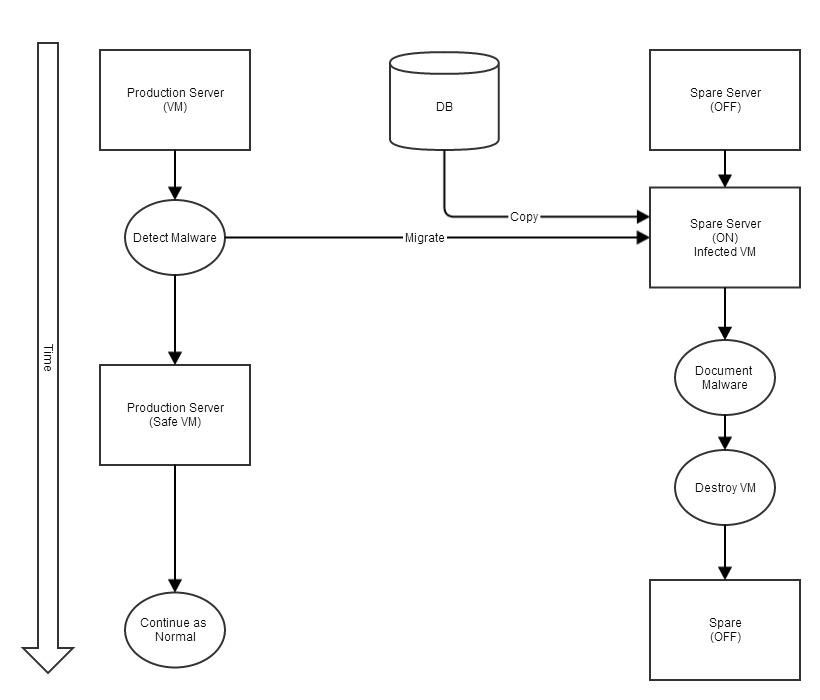 Production Server
(VM)
DB
Spare Server
(OFF)
Copy
Detect Malware
Migrate
Spare Server
(ON)
Infected VM
Time
Document
Malware
Production Server
(Safe VM)
Destroy VM
Continue as
Normal
Spare
(OFF)